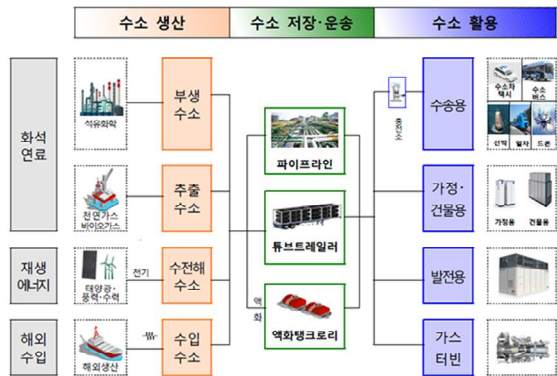 수소 생산
수소 저장·운송
수소 활용
화석
연료
석유화학
부생
수소
충전소
수송용
수소차
택시
수소
버스
선박
열차
드론
파이프라인
천연가스
바이오가스
추출
수소
튜브트레일러
가정·
건물용
가정용
건물용
재생
에너지
태양광·
풍력·수력
전기
수전해
수소
발전용
액화
액화탱크로리
해외
수입
해외생산
수입
수소
가스
터빈